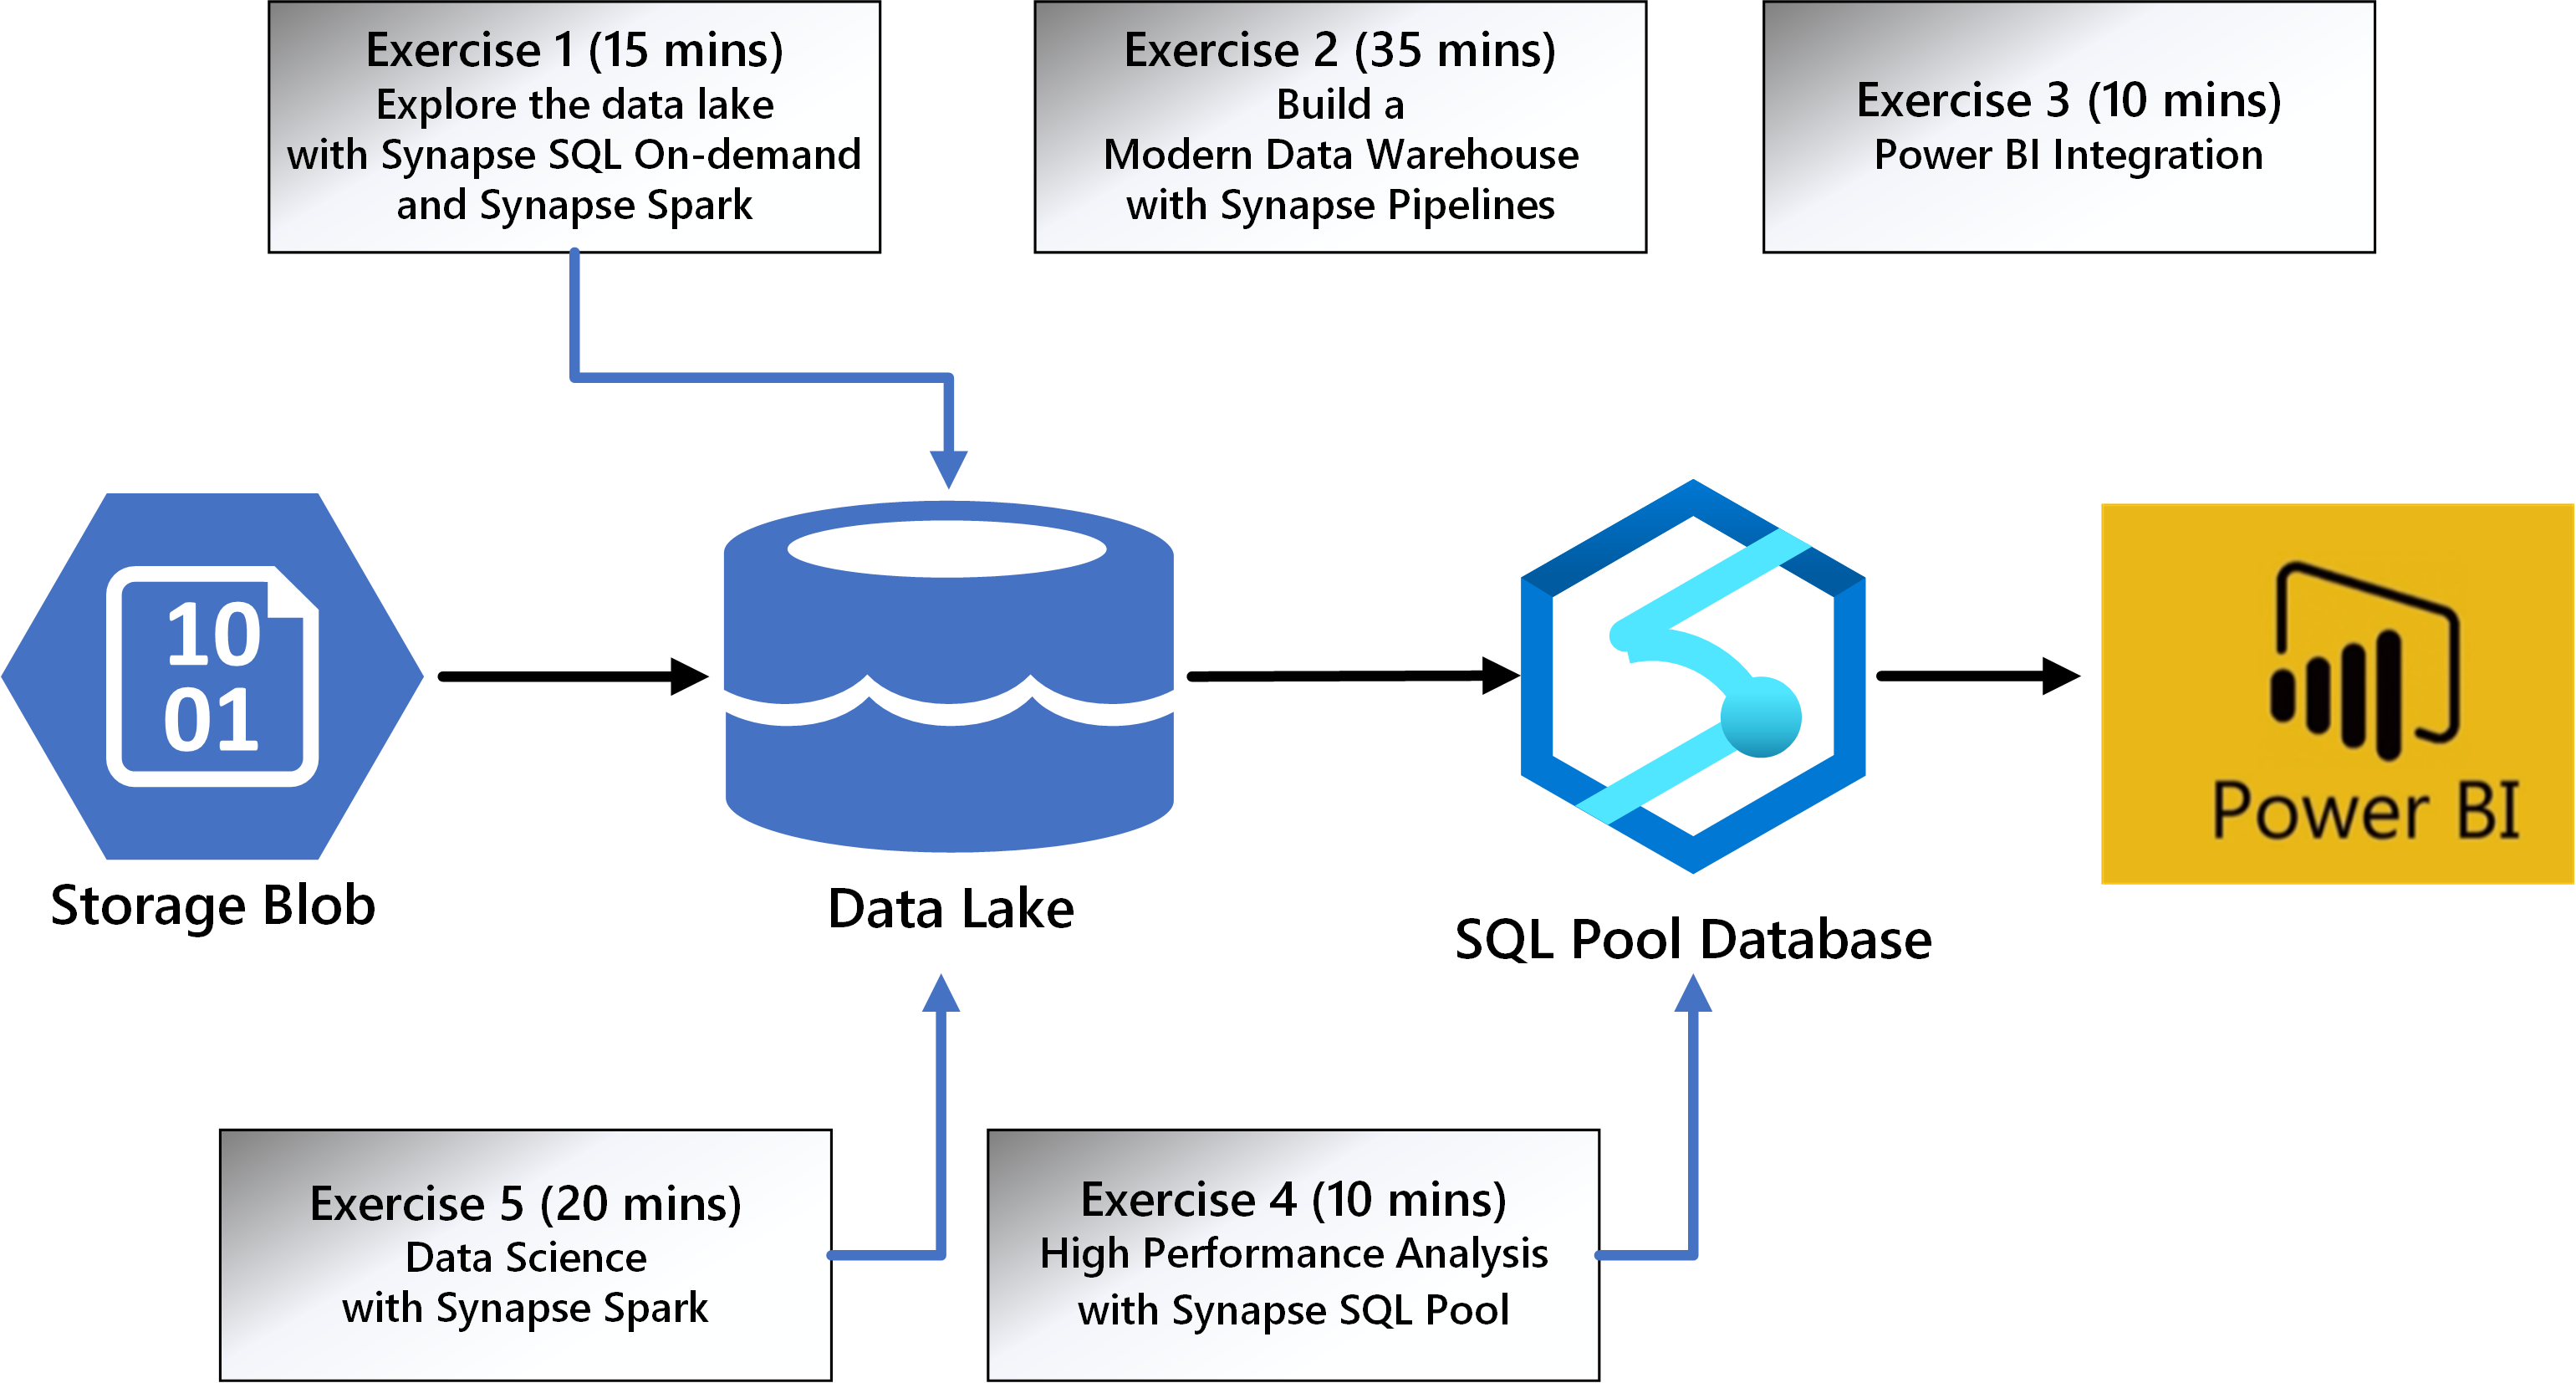 Exercise 1 (15 mins)
Explore the data lake
with Synapse SQL On-demand
and Synapse Spark
Exercise 2 (35 mins)
Build a
Modern Data Warehouse
with Synapse Pipelines
Exercise 3 (10 mins)
Power BI Integration
10
01
Storage Blob
Data Lake
SQL Pool Database
Power BI
Exercise 5 (20 mins)
Data Science
with Synapse Spark
Exercise 4 (10 mins)
High Performance Analysis
with Synapse SQL Pool